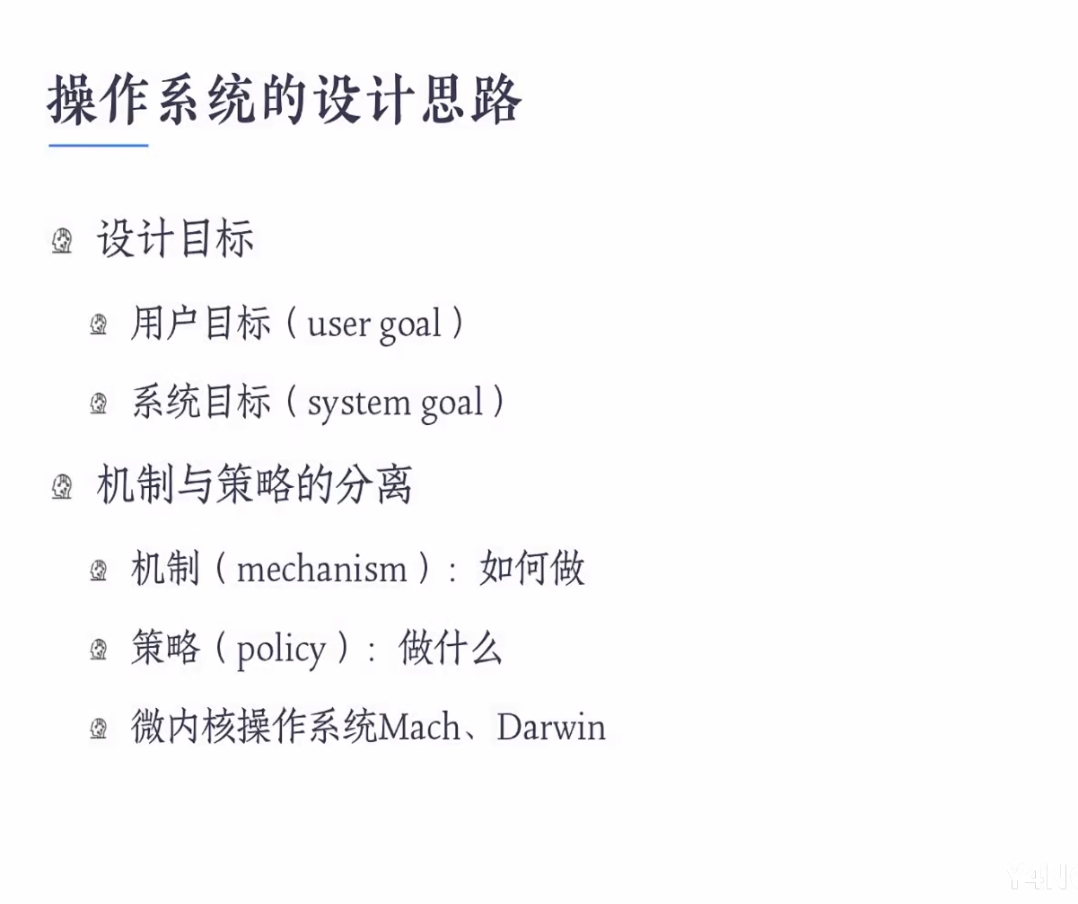 操作系统的设计思路
设计目标
用户目标（user goal）
系统目标（system goal）
机制与策略的分离
机制（mechanism）：如何做
策略（policy）：做什么
微内核操作系统Mach、Darwin